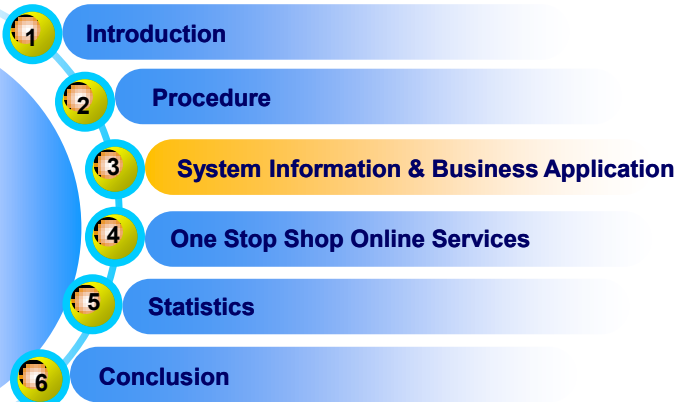 1 Introduction
2 Procedure
3 System Information & Business Application
4 One Stop Shop Online Services
5 Statistics
6 Conclusion